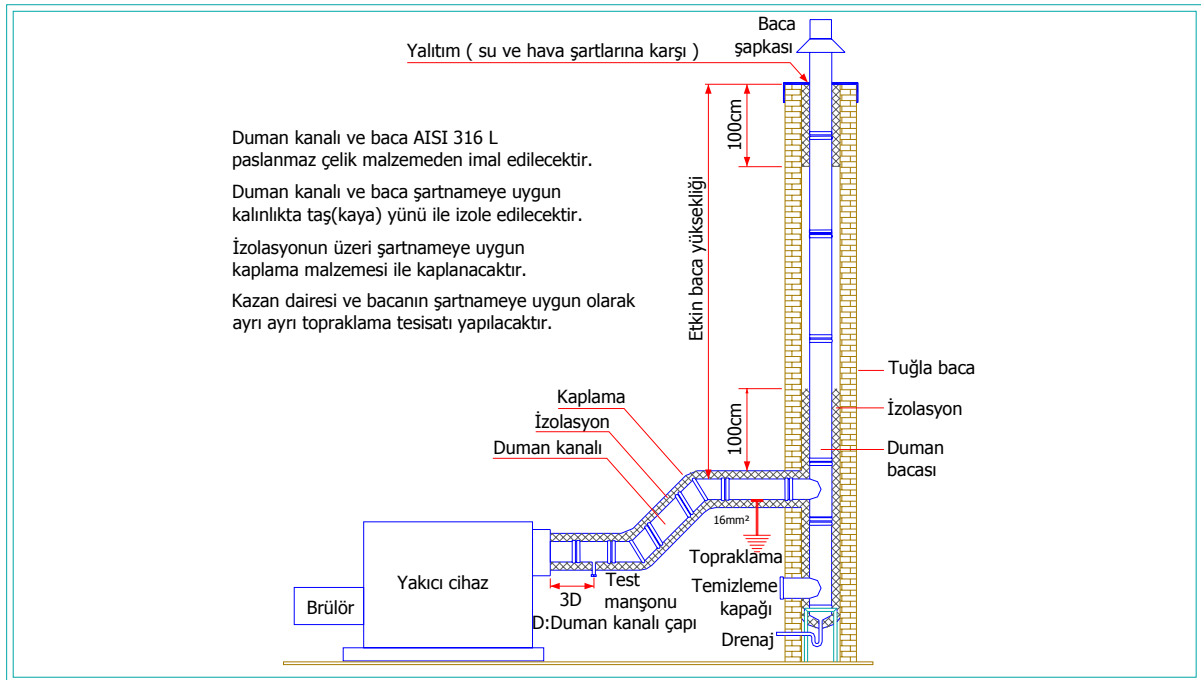 Baca
şapkası
Yalıtım ( su ve hava şartlarına karşı )
100cm
Duman kanalı ve baca AISI 316 L
paslanmaz çelik malzemeden imal edilecektir.
Duman kanalı ve baca şartnameye uygun
kalınlıkta taş(kaya) yünü ile izole edilecektir.
İzolasyonun üzeri şartnameye uygun
kaplama malzemesi ile kaplanacaktır.
Kazan dairesi ve bacanın şartnameye uygun olarak
ayrı ayrı topraklama tesisatı yapılacaktır.
Etkin baca yüksekliği
Tuğla baca
Kaplama
İzolasyon
İzolasyon
Duman kanalı
100cm
Duman
bacası
16mm²
Topraklama
Yakıcı cihaz
Test
manşonu
3D
D:Duman kanalı çapı
Temizleme
kapağı
Brülör
Drenaj